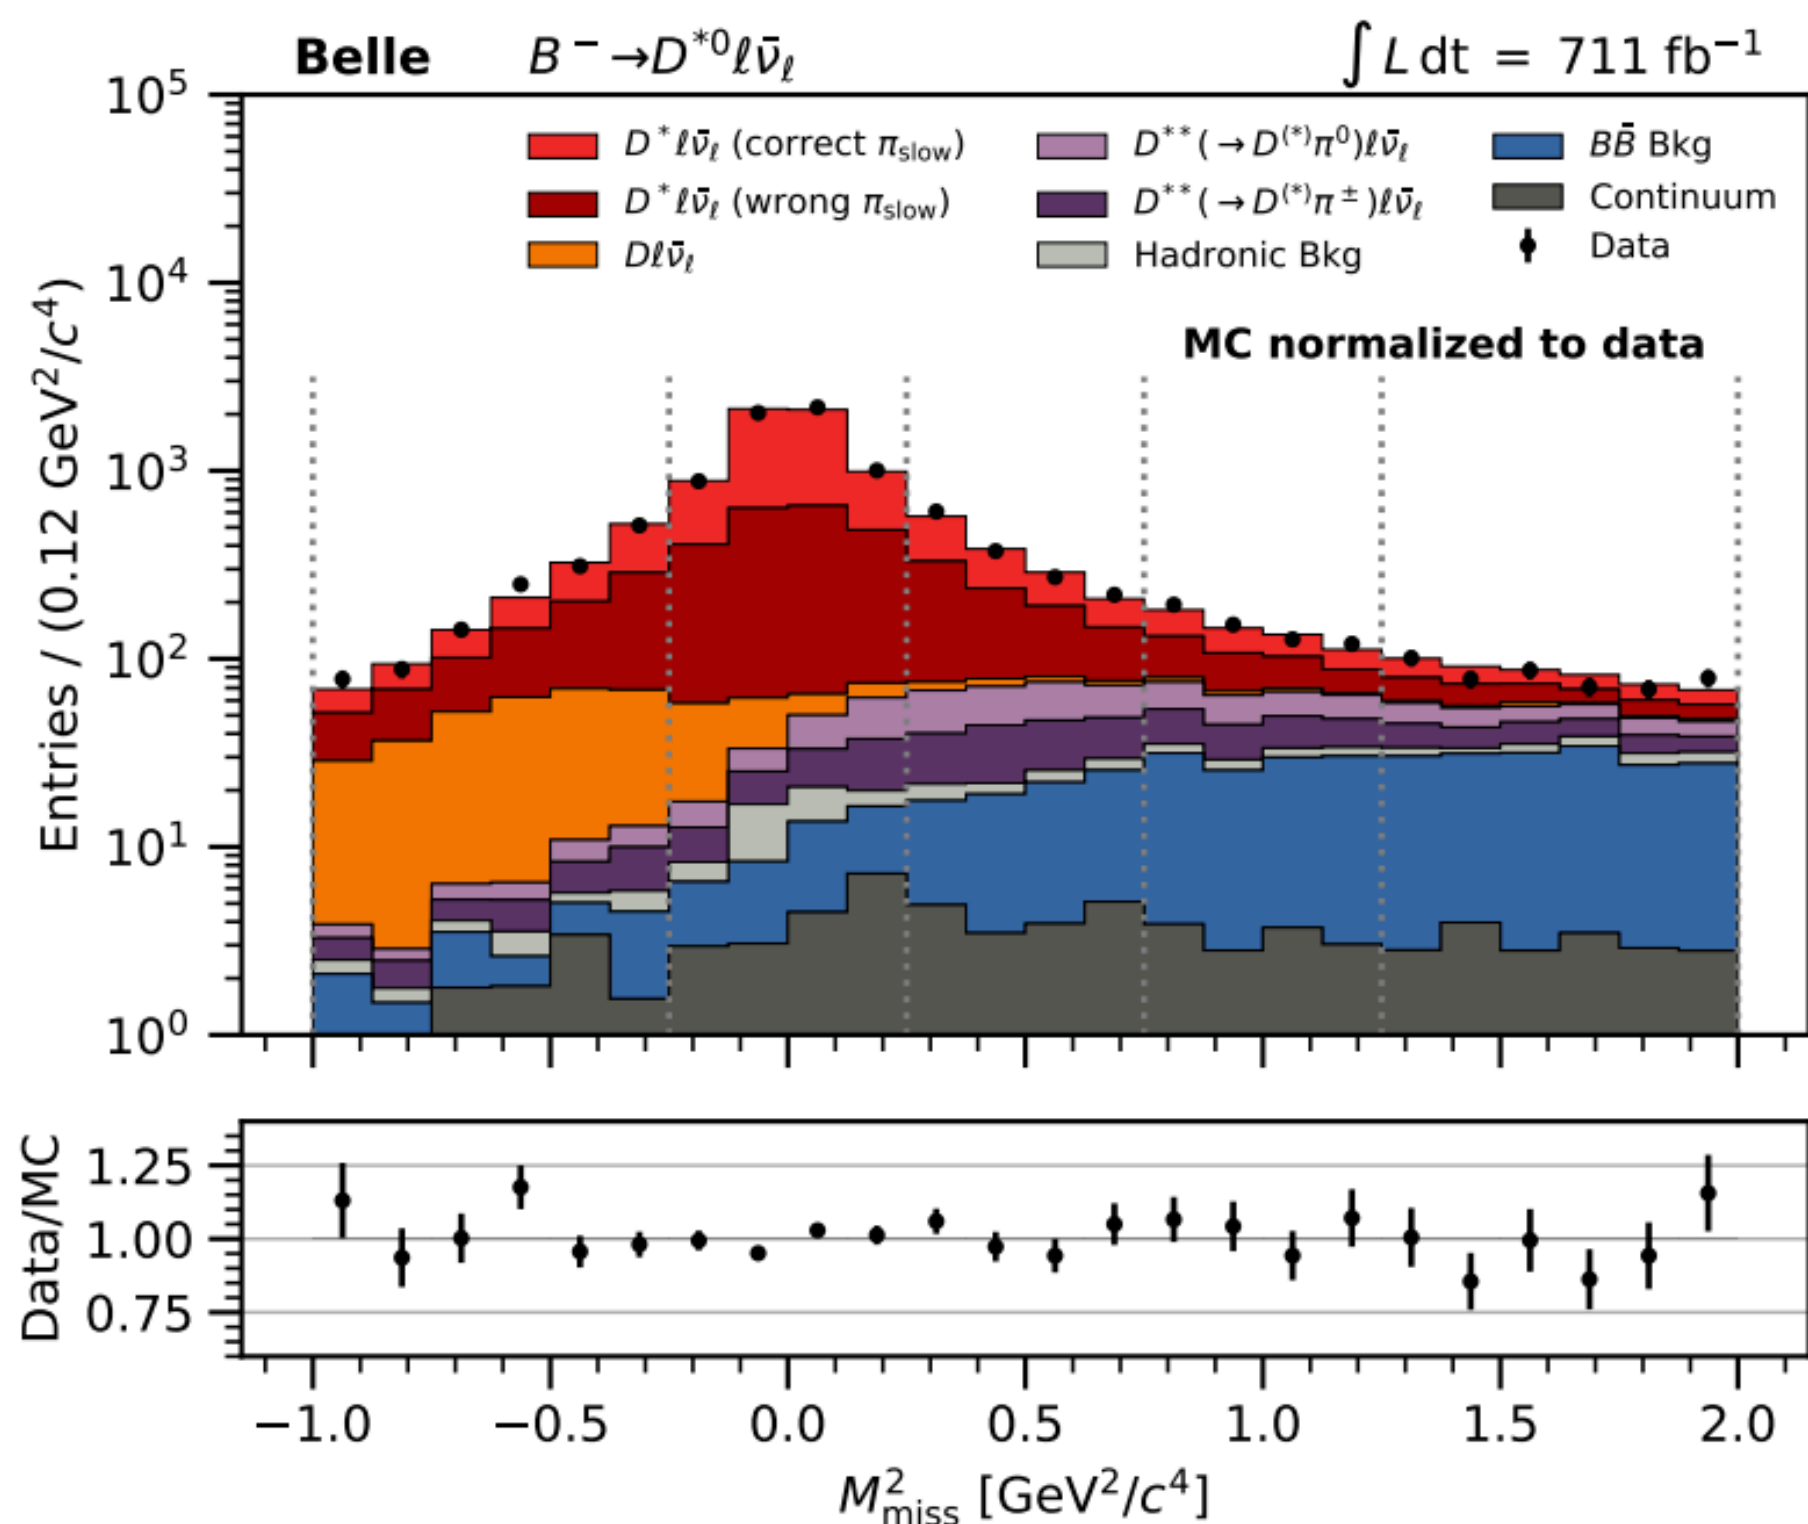 Belle B⁻→D*⁰ℓν̄ℓ ∫ L dt = 711 fb⁻¹
D*ℓν̄ℓ (correct πslow)
D*ℓν̄ℓ (wrong πslow)
Dℓν̄ℓ
D**(→D(*)π⁰)ℓν̄ℓ
D**(→D(*)π±)ℓν̄ℓ
Hadronic Bkg
BB̄ Bkg
Continuum
Data
MC normalized to data
Entries / (0.12 GeV²/c⁴)
10⁵
10⁴
10³
10²
10¹
10⁰
Data/MC
1.25
1.00
0.75
−1.0 −0.5 0.0 0.5 1.0 1.5 2.0
M²miss [GeV²/c⁴]